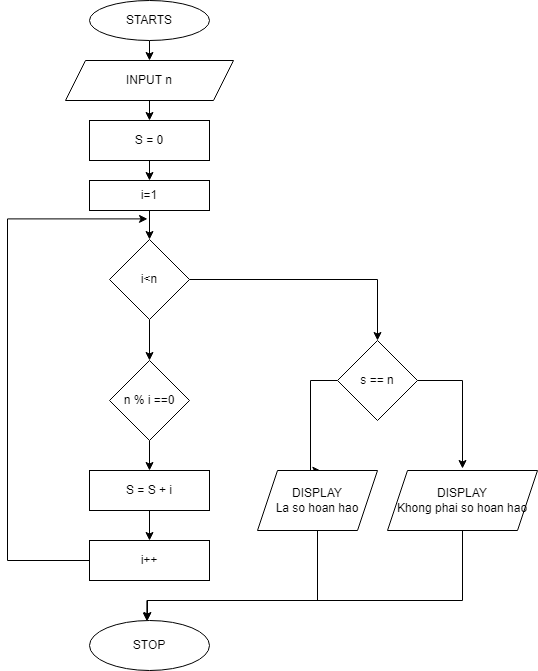 STARTS
INPUT n
S = 0
i=1
i<n
n % i ==0
S = S + i
i++
s == n
DISPLAY
La so hoan hao
DISPLAY
Khong phai so hoan hao
STOP